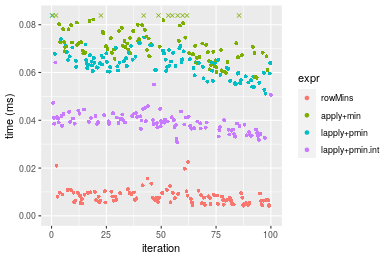 0.08
0.06
0.04
0.02
0.00
time (ms)
0
25
50
75
100
iteration
expr
rowMins
apply+min
lapply+pmin
lapply+pmin.int